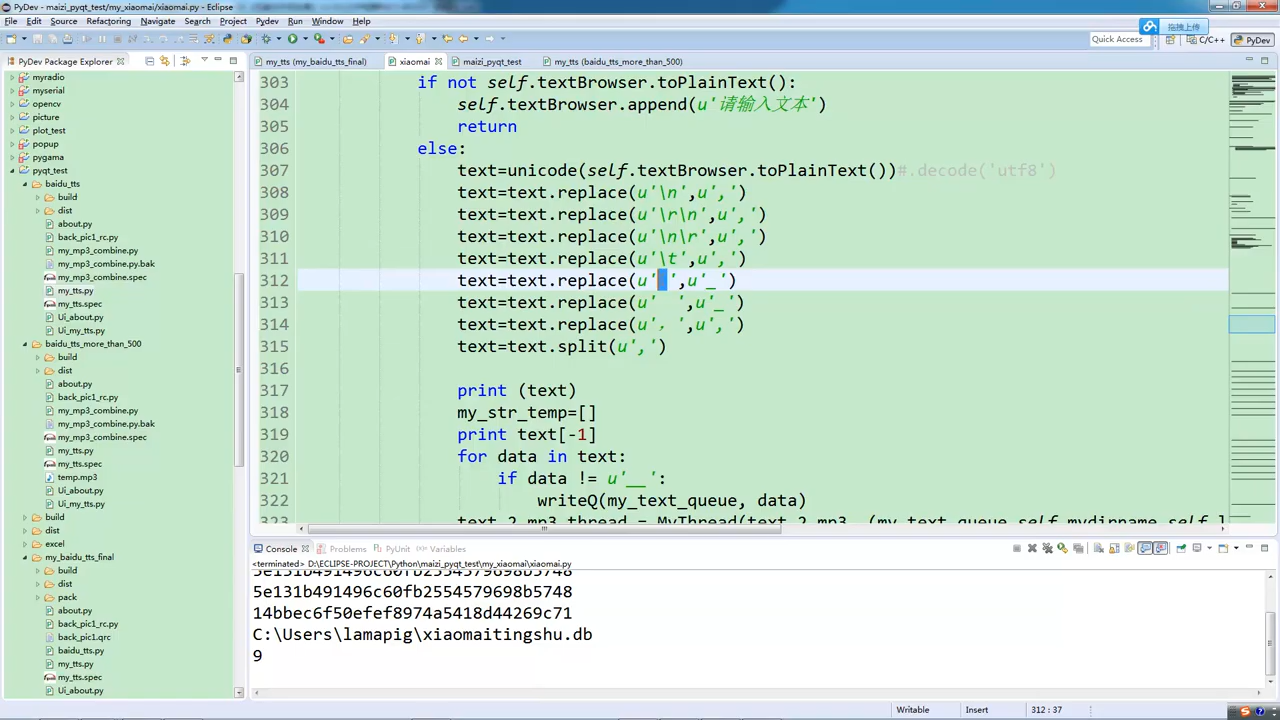 PyDev - maizi_pyqt_test/my_xiaomai/xiaomai.py - Eclipse
File Edit Source Refactoring Navigate Search Project Pydev Run Window Help
拖拽上传
Quick Access
C/C++
PyDev
PyDev Package Explorer
myradio
myserial
opencv
picture
plot_test
popup
pygama
pyqt_test
baidu_tts
build
dist
about.py
back_pic1_rc.py
my_mp3_combine.py
my_mp3_combine.py.bak
my_mp3_combine.spec
my_tts.py
my_tts.spec
Ui_about.py
Ui_my_tts.py
baidu_tts_more_than_500
build
dist
about.py
back_pic1_rc.py
my_mp3_combine.py
my_mp3_combine.py.bak
my_mp3_combine.spec
my_tts.py
my_tts.spec
temp.mp3
Ui_about.py
Ui_my_tts.py
build
dist
excel
my_baidu_tts_final
build
dist
pack
about.py
back_pic1_rc.py
back_pic1.qrc
baidu_tts.py
my_tts.py
my_tts.spec
Ui_about.py
my_tts (my_baidu_tts_final)
xiaomai
maizi_pyqt_test
my_tts (baidu_tts_more_than_500)
303 if not self.textBrowser.toPlainText():
304 self.textBrowser.append(u'请输入文本')
305 return
306 else:
307 text=unicode(self.textBrowser.toPlainText())#.decode('utf8')
308 text=text.replace(u'\n',u',')
309 text=text.replace(u'\r\n',u',')
310 text=text.replace(u'\n\r',u',')
311 text=text.replace(u'\t',u',')
312 text=text.replace(u'  ',u'_')
313 text=text.replace(u'  ',u'_')
314 text=text.replace(u'，',u',')
315 text=text.split(u',')
316
317 print (text)
318 my_str_temp=[]
319 print text[-1]
320 for data in text:
321 if data != u'__':
322 writeQ(my_text_queue, data)
Console Problems PyUnit Variables
<terminated> D:\ECLIPSE-PROJECT\Python\maizi_pyqt_test\my_xiaomai\xiaomai.py
5e131b491496c60fb2554579698b5748
5e131b491496c60fb2554579698b5748
14bbec6f50efef8974a5418d44269c71
C:\Users\lamapig\xiaomaitingshu.db
9
Writable Insert 312 : 37